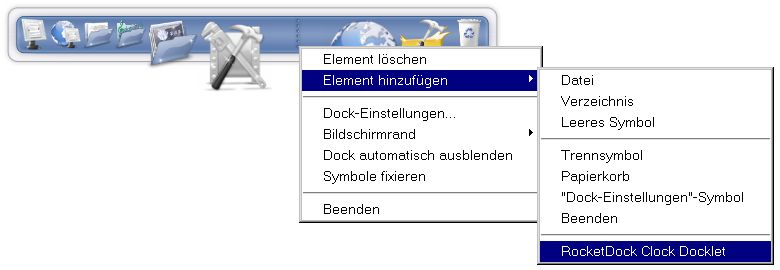 Element löschen
Element hinzufügen
Dock-Einstellungen...
Bildschirmrand
Dock automatisch ausblenden
Symbole fixieren
Beenden
Datei
Verzeichnis
Leeres Symbol
Trennsymbol
Papierkorb
"Dock-Einstellungen"-Symbol
Beenden
RocketDock Clock Docklet